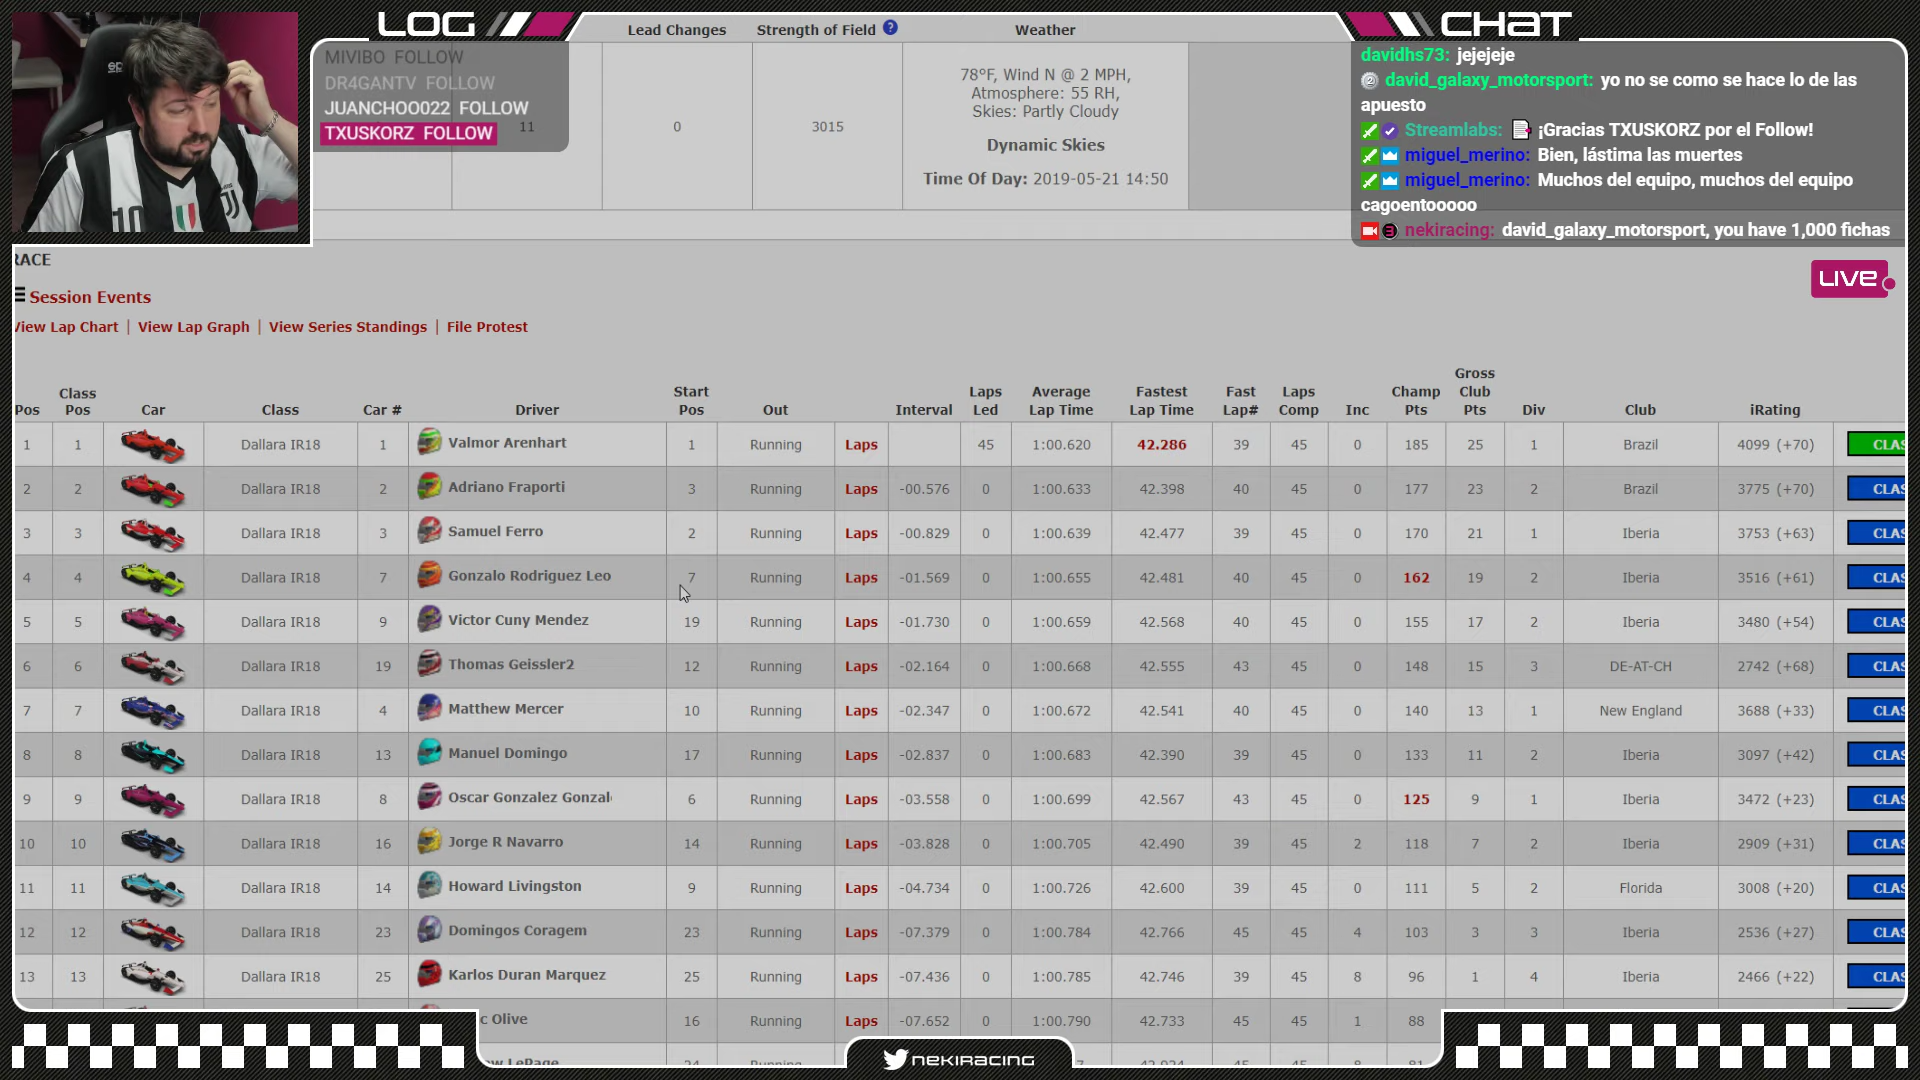 LOG
MIVIBO FOLLOW
DR4GANTV FOLLOW
JUANCHOO022 FOLLOW
TXUSKORZ FOLLOW
Lead Changes Strength of Field ? Weather
11 0 3015
78°F, Wind N @ 2 MPH,
Atmosphere: 55 RH,
Skies: Partly Cloudy
Dynamic Skies
Time Of Day: 2019-05-21 14:50
CHAT
davidhs73: jejejeje
david_galaxy_motorsport: yo no se como se hace lo de las
apuesto
Streamlabs: ¡Gracias TXUSKORZ por el Follow!
miguel_merino: Bien, lástima las muertes
miguel_merino: Muchos del equipo, muchos del equipo
cagoentooooo
nekiracing: david_galaxy_motorsport, you have 1,000 fichas
LIVE
RACE
Session Events
View Lap Chart | View Lap Graph | View Series Standings | File Protest
Pos Class Pos Car Class Car # Driver Start Pos Out Interval Laps Led Average Lap Time Fastest Lap Time Fast Lap# Laps Comp Inc Champ Pts Gross Club Pts Div Club iRating
1 1 Dallara IR18 1 Valmor Arenhart 1 Running Laps 45 1:00.620 42.286 39 45 0 185 25 1 Brazil 4099 (+70) CLAS
2 2 Dallara IR18 2 Adriano Fraporti 3 Running Laps -00.576 0 1:00.633 42.398 40 45 0 177 23 2 Brazil 3775 (+70) CLAS
3 3 Dallara IR18 3 Samuel Ferro 2 Running Laps -00.829 0 1:00.639 42.477 39 45 0 170 21 1 Iberia 3753 (+63) CLAS
4 4 Dallara IR18 7 Gonzalo Rodriguez Leo 7 Running Laps -01.569 0 1:00.655 42.481 40 45 0 162 19 2 Iberia 3516 (+61) CLAS
5 5 Dallara IR18 9 Victor Cuny Mendez 19 Running Laps -01.730 0 1:00.659 42.568 40 45 0 155 17 2 Iberia 3480 (+54) CLAS
6 6 Dallara IR18 19 Thomas Geissler2 12 Running Laps -02.164 0 1:00.668 42.555 43 45 0 148 15 3 DE-AT-CH 2742 (+68) CLAS
7 7 Dallara IR18 4 Matthew Mercer 10 Running Laps -02.347 0 1:00.672 42.541 40 45 0 140 13 1 New England 3688 (+33) CLAS
8 8 Dallara IR18 13 Manuel Domingo 17 Running Laps -02.837 0 1:00.683 42.390 39 45 0 133 11 2 Iberia 3097 (+42) CLAS
9 9 Dallara IR18 8 Oscar Gonzalez Gonzal 6 Running Laps -03.558 0 1:00.699 42.567 43 45 0 125 9 1 Iberia 3472 (+23) CLAS
10 10 Dallara IR18 16 Jorge R Navarro 14 Running Laps -03.828 0 1:00.705 42.490 39 45 2 118 7 2 Iberia 2909 (+31) CLAS
11 11 Dallara IR18 14 Howard Livingston 9 Running Laps -04.734 0 1:00.726 42.600 39 45 0 111 5 2 Florida 3008 (+20) CLAS
12 12 Dallara IR18 23 Domingos Coragem 23 Running Laps -07.379 0 1:00.784 42.766 45 45 4 103 3 3 Iberia 2536 (+27) CLAS
13 13 Dallara IR18 25 Karlos Duran Marquez 25 Running Laps -07.436 0 1:00.785 42.746 39 45 8 96 1 4 Iberia 2466 (+22) CLAS
c Olive 16 Running Laps -07.652 0 1:00.790 42.733 45 45 1 88
LePage
NEKIRACING